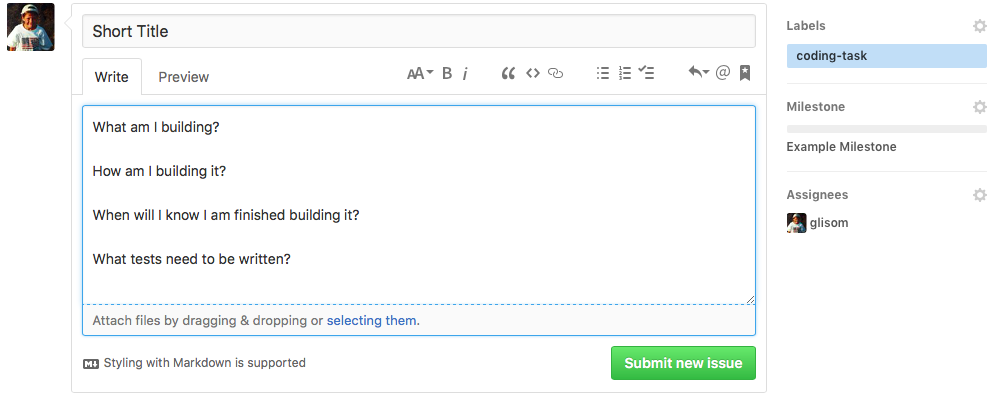 Short Title
Write
Preview
AA
B
i
@
What am I building?
How am I building it?
When will I know I am finished building it?
What tests need to be written?
Attach files by dragging & dropping or selecting them.
Styling with Markdown is supported
Submit new issue
Labels
coding-task
Milestone
Example Milestone
Assignees
glisom